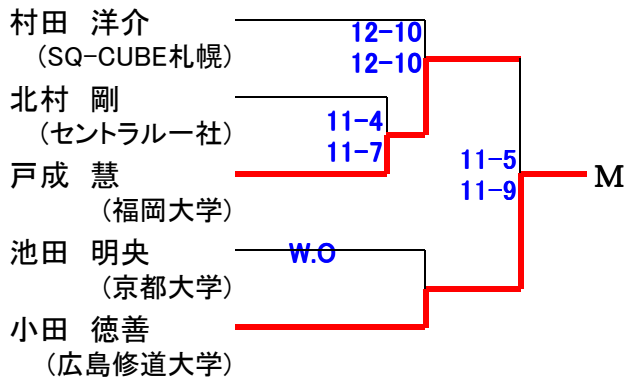 村田 洋介
(SQ-CUBE札幌)
12-10
12-10
北村 剛
(セントラル一社)
11-4
11-7
戸成 慧
(福岡大学)
11-5
11-9
M
池田 明央
(京都大学)
W.O
小田 徳善
(広島修道大学)